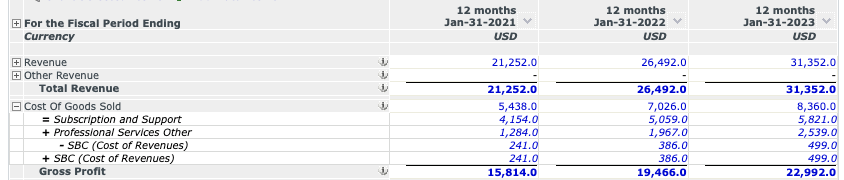 12 months 12 months 12 months
For the Fiscal Period Ending Jan-31-2021 Jan-31-2022 Jan-31-2023
Currency USD USD USD
Revenue 21,252.0 26,492.0 31,352.0
Other Revenue - - -
Total Revenue 21,252.0 26,492.0 31,352.0
Cost Of Goods Sold 5,438.0 7,026.0 8,360.0
= Subscription and Support 4,154.0 5,059.0 5,821.0
+ Professional Services Other 1,284.0 1,967.0 2,539.0
- SBC (Cost of Revenues) 241.0 386.0 499.0
+ SBC (Cost of Revenues) 241.0 386.0 499.0
Gross Profit 15,814.0 19,466.0 22,992.0